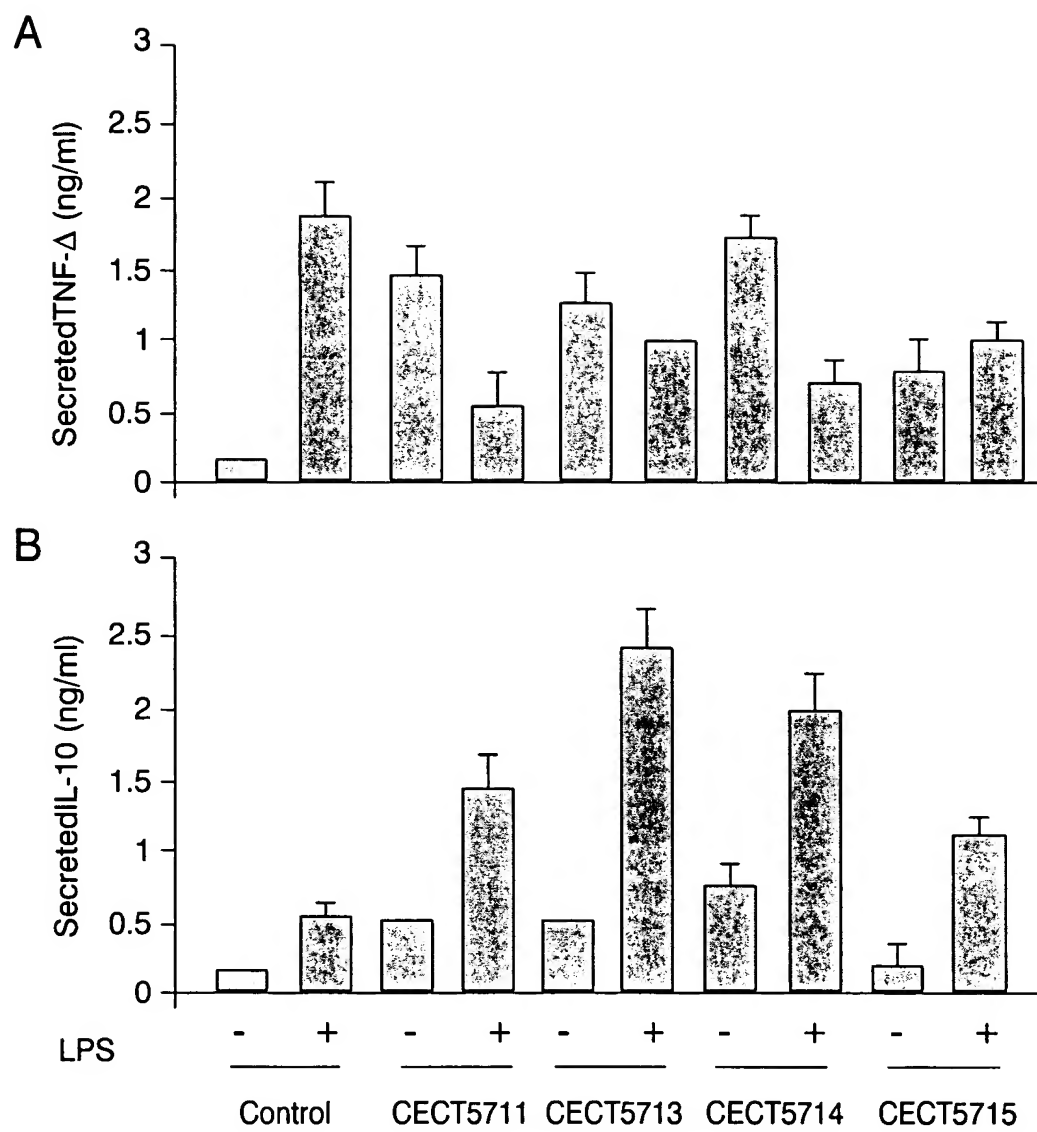 A
SecretedTNF-Δ (ng/ml)
3
2.5
2
1.5
1
0.5
0
B
SecretedIL-10 (ng/ml)
3
2.5
2
1.5
1
0.5
0
LPS - + - + - + - + - +
Control CECT5711 CECT5713 CECT5714 CECT5715